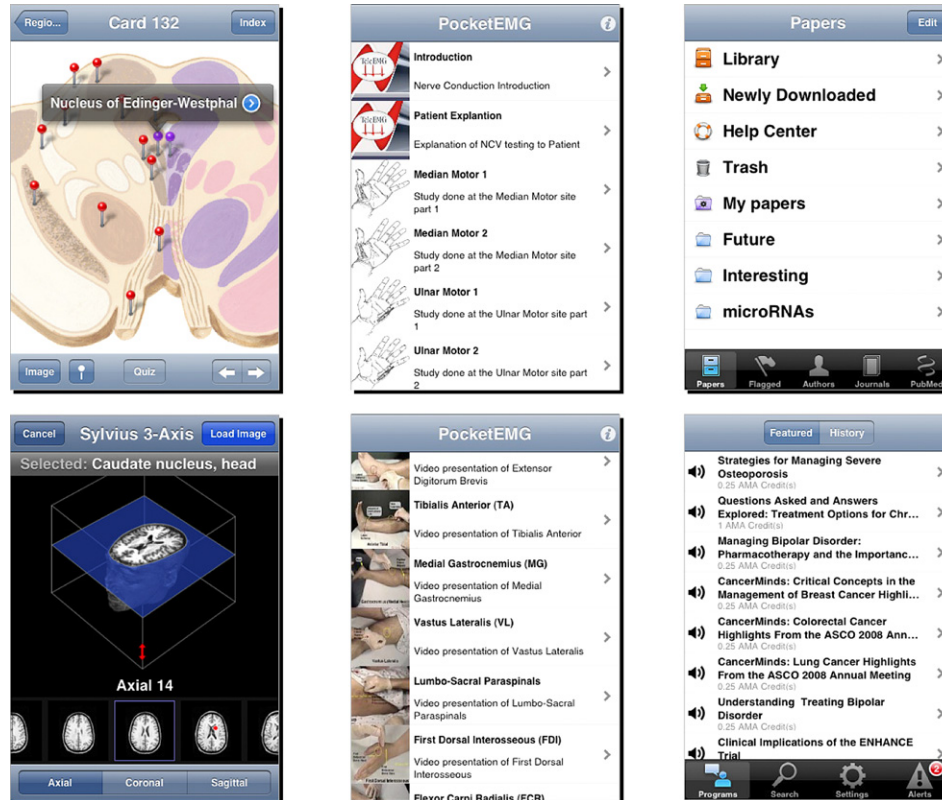 Regio...
Card 132
Index
Nucleus of Edinger-Westphal
Image
Quiz
PocketEMG
Introduction
Nerve Conduction Introduction
Patient Explantion
Explanation of NCV testing to Patient
Median Motor 1
Study done at the Median Motor site
part 1
Median Motor 2
Study done at the Median Motor site
part 2
Ulnar Motor 1
Study done at the Ulnar Motor site part
1
Ulnar Motor 2
Study done at the Ulnar Motor site part
2
Papers
Edit
Library
Newly Downloaded
Help Center
Trash
My papers
Future
Interesting
microRNAs
Papers
Flagged
Authors
Journals
PubMed
Cancel
Sylvius 3-Axis
Load Image
Selected: Caudate nucleus, head
Axial 14
Axial
Coronal
Sagittal
PocketEMG
Video presentation of Extensor
Digitorum Brevis
Tibialis Anterior (TA)
Video presentation of Tibialis Anterior
Medial Gastrocnemius (MG)
Video presentation of Medial
Gastrocnemius
Vastus Lateralis (VL)
Video presentation of Vastus Lateralis
Lumbo-Sacral Paraspinals
Video presentation of Lumbo-Sacral
Paraspinals
First Dorsal Interosseous (FDI)
Video presentation of First Dorsal
Interosseous
Flexor Carpi Radialis (FCR)
Featured
History
Strategies for Managing Severe
Osteoporosis
0.25 AMA Credit(s)
Questions Asked and Answers
Explored: Treatment Options for Chr...
1 AMA Credit(s)
Managing Bipolar Disorder:
Pharmacotherapy and the Importanc...
0.25 AMA Credit(s)
CancerMinds: Critical Concepts in the
Management of Breast Cancer Highli...
0.25 AMA Credit(s)
CancerMinds: Colorectal Cancer
Highlights From the ASCO 2008 Ann...
0.25 AMA Credit(s)
CancerMinds: Lung Cancer Highlights
From the ASCO 2008 Annual Meeting
0.25 AMA Credit(s)
Understanding Treating Bipolar
Disorder
0.25 AMA Credit(s)
Clinical Implications of the ENHANCE
Trial
Programs
Search
Settings
Alerts
2